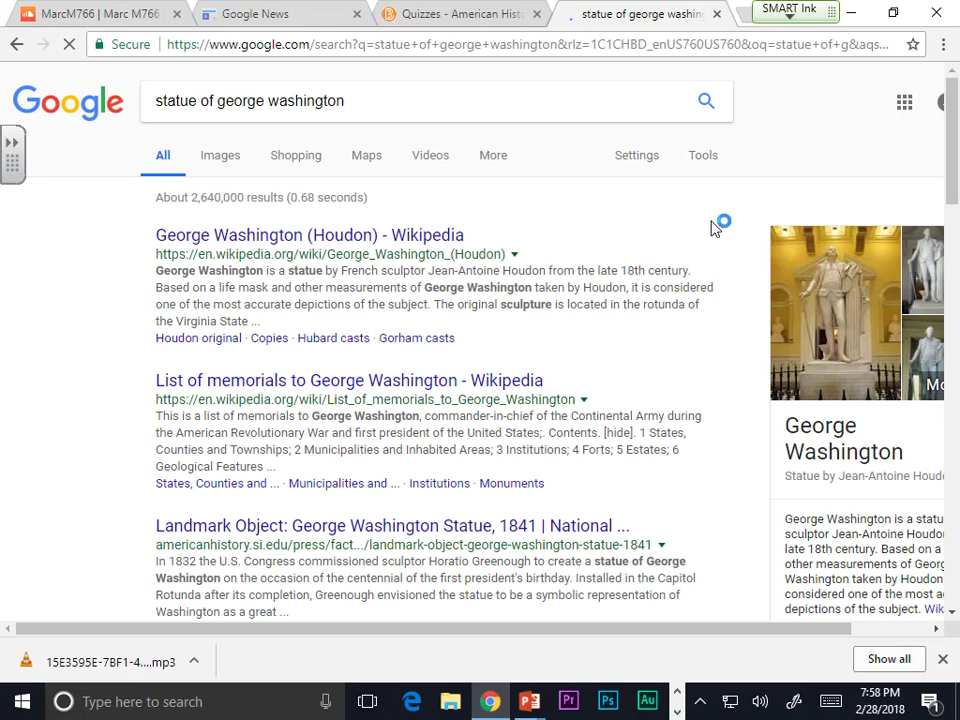 MarcM766 | Marc M766
Google News
Quizzes - American Hist
statue of george washing
SMART Ink
Secure
https://www.google.com/search?q=statue+of+george+washington&rlz=1C1CHBD_enUS760US760&oq=statue+of+g&aqs...
Google
statue of george washington
All
Images
Shopping
Maps
Videos
More
Settings
Tools
About 2,640,000 results (0.68 seconds)
George Washington (Houdon) - Wikipedia
https://en.wikipedia.org/wiki/George_Washington_(Houdon)
George Washington is a statue by French sculptor Jean-Antoine Houdon from the late 18th century.
Based on a life mask and other measurements of George Washington taken by Houdon, it is considered
one of the most accurate depictions of the subject. The original sculpture is located in the rotunda of
the Virginia State ...
Houdon original · Copies · Hubard casts · Gorham casts
List of memorials to George Washington - Wikipedia
https://en.wikipedia.org/wiki/List_of_memorials_to_George_Washington
This is a list of memorials to George Washington, commander-in-chief of the Continental Army during
the American Revolutionary War and first president of the United States;. Contents. [hide]. 1 States,
Counties and Townships; 2 Municipalities and Inhabited Areas; 3 Institutions; 4 Forts; 5 Estates; 6
Geological Features ...
States, Counties and ... · Municipalities and ... · Institutions · Monuments
Landmark Object: George Washington Statue, 1841 | National ...
americanhistory.si.edu/press/fact.../landmark-object-george-washington-statue-1841
In 1832 the U.S. Congress commissioned sculptor Horatio Greenough to create a statue of George
Washington on the occasion of the centennial of the first president's birthday. Installed in the Capitol
Rotunda after its completion, Greenough envisioned the statue to be a symbolic representation of
Washington as a great ...
Mo
George
Washington
Statue by Jean-Antoine Houd
George Washington is a statu
sculptor Jean-Antoine Houdon
late 18th century. Based on a
other measurements of Georg
Washington taken by Houdon
considered one of the most a
depictions of the subject. Wik
15E3595E-7BF1-4....mp3
Show all
Type here to search
Pr
Ps
Au
7:58 PM
2/28/2018
1